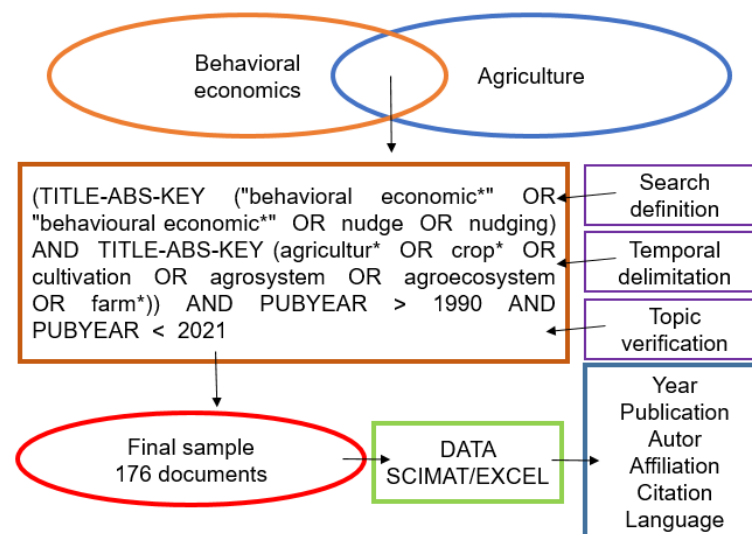 Behavioral
economics
Agriculture
(TITLE-ABS-KEY ("behavioral economic*" OR
"behavioural economic*" OR nudge OR nudging)
AND TITLE-ABS-KEY (agricultur* OR crop* OR
cultivation OR agrosystem OR agroecosystem
OR farm*)) AND PUBYEAR > 1990 AND
PUBYEAR < 2021
Search
definition
Temporal
delimitation
Topic
verification
Final sample
176 documents
DATA
SCIMAT/EXCEL
Year
Publication
Autor
Affiliation
Citation
Language